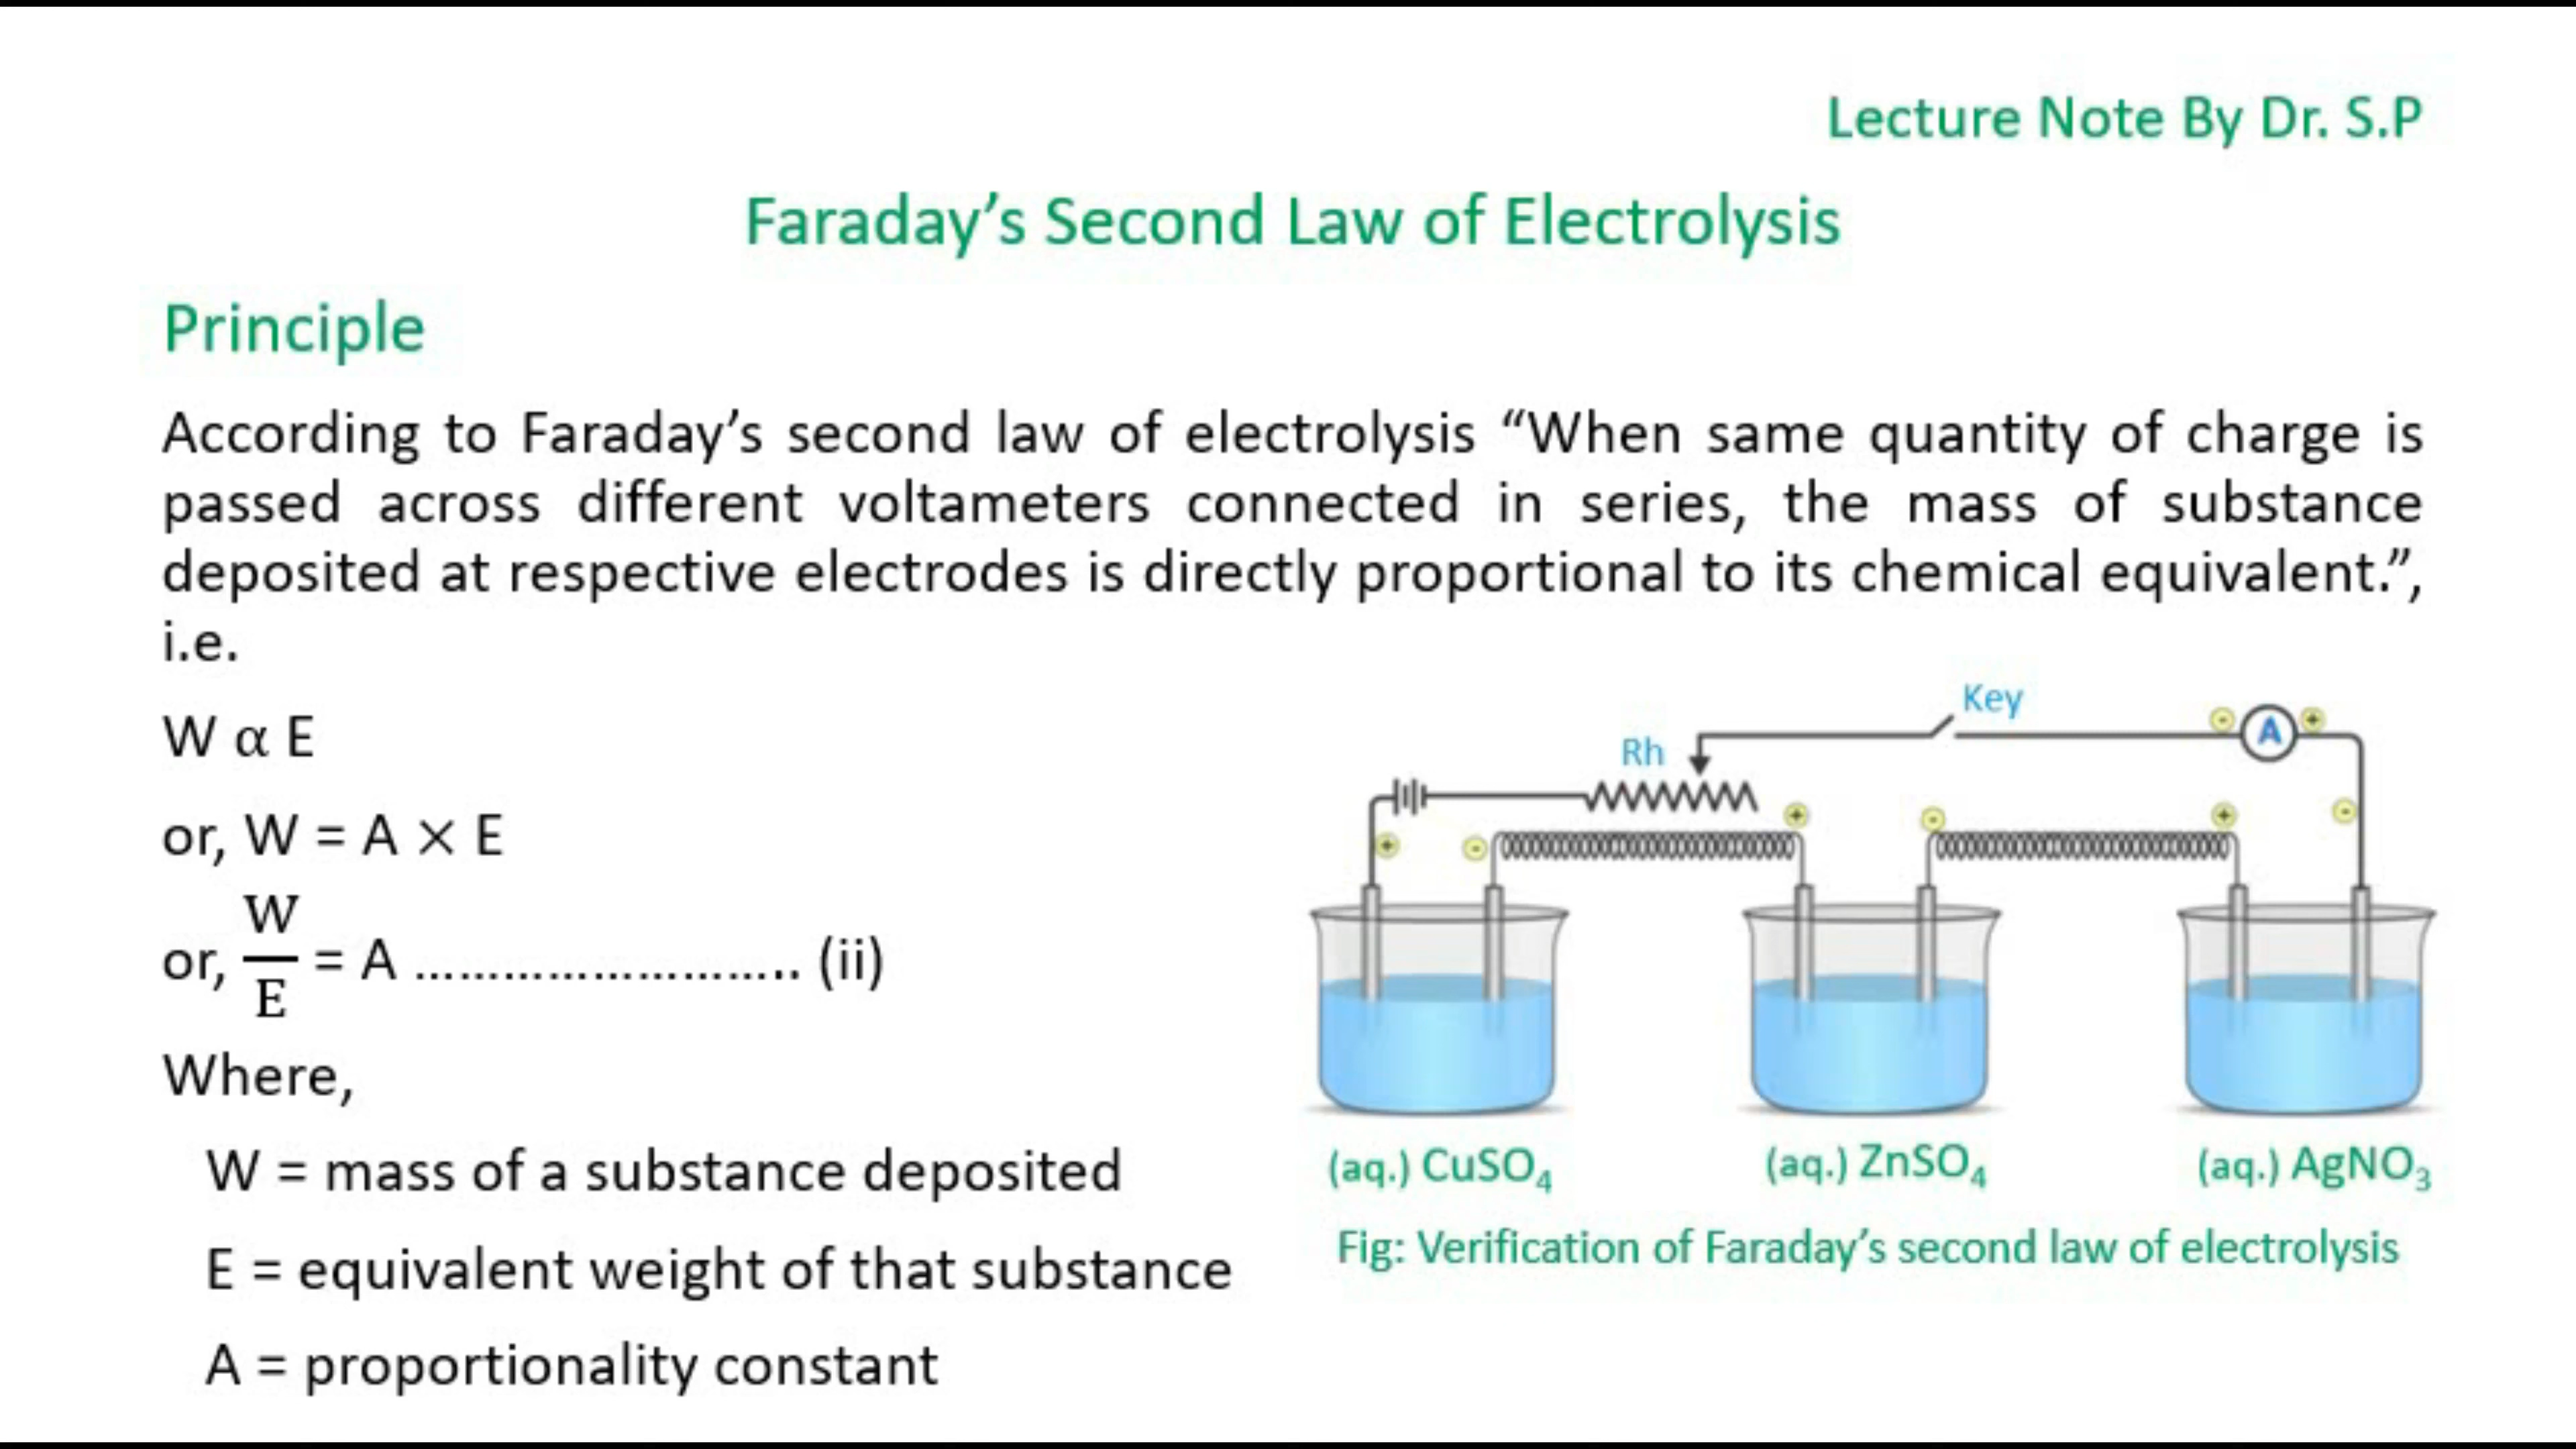 Lecture Note By Dr. S.P
Faraday’s Second Law of Electrolysis
Principle
According to Faraday’s second law of electrolysis “When same quantity of charge is
passed across different voltameters connected in series, the mass of substance
deposited at respective electrodes is directly proportional to its chemical equivalent.”,
i.e.
W α E
or, W = A × E
or, W/E = A ............................. (ii)
Where,
W = mass of a substance deposited
E = equivalent weight of that substance
A = proportionality constant
Key
- A +
Rh
+ - + - + -
(aq.) CuSO₄ (aq.) ZnSO₄ (aq.) AgNO₃
Fig: Verification of Faraday’s second law of electrolysis